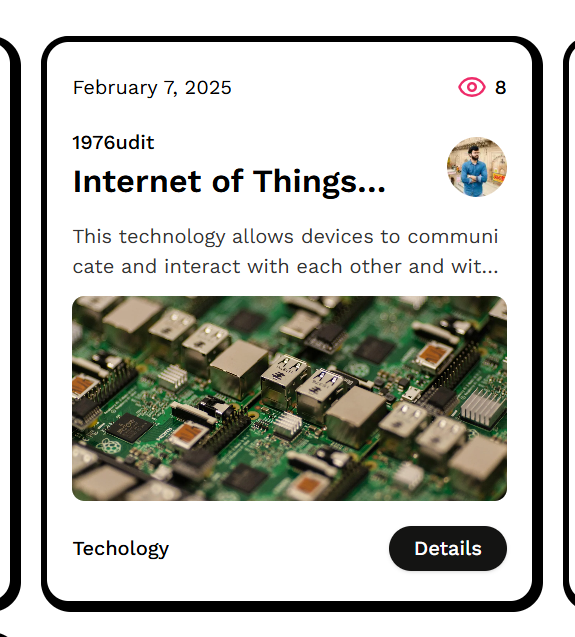 February 7, 2025
8
1976udit
Internet of Things...
This technology allows devices to communi
cate and interact with each other and wit...
Techology
Details